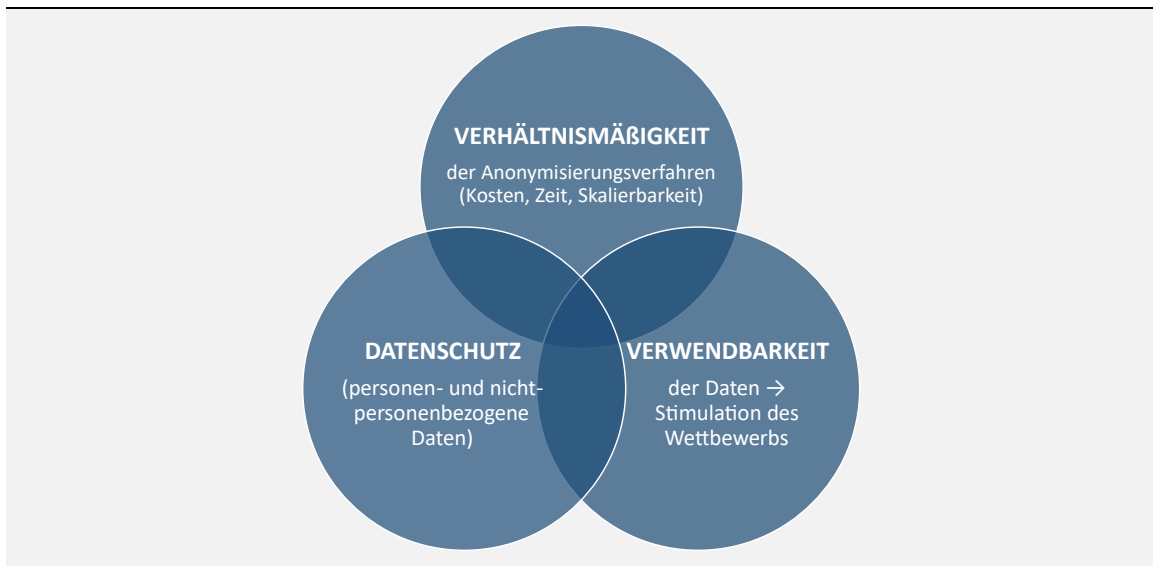 VERHÄLTNISMÄßIGKEIT
der Anonymisierungsverfahren
(Kosten, Zeit, Skalierbarkeit)
DATENSCHUTZ
(personen- und nicht-
personenbezogene
Daten)
VERWENDBARKEIT
der Daten →
Stimulation des
Wettbewerbs